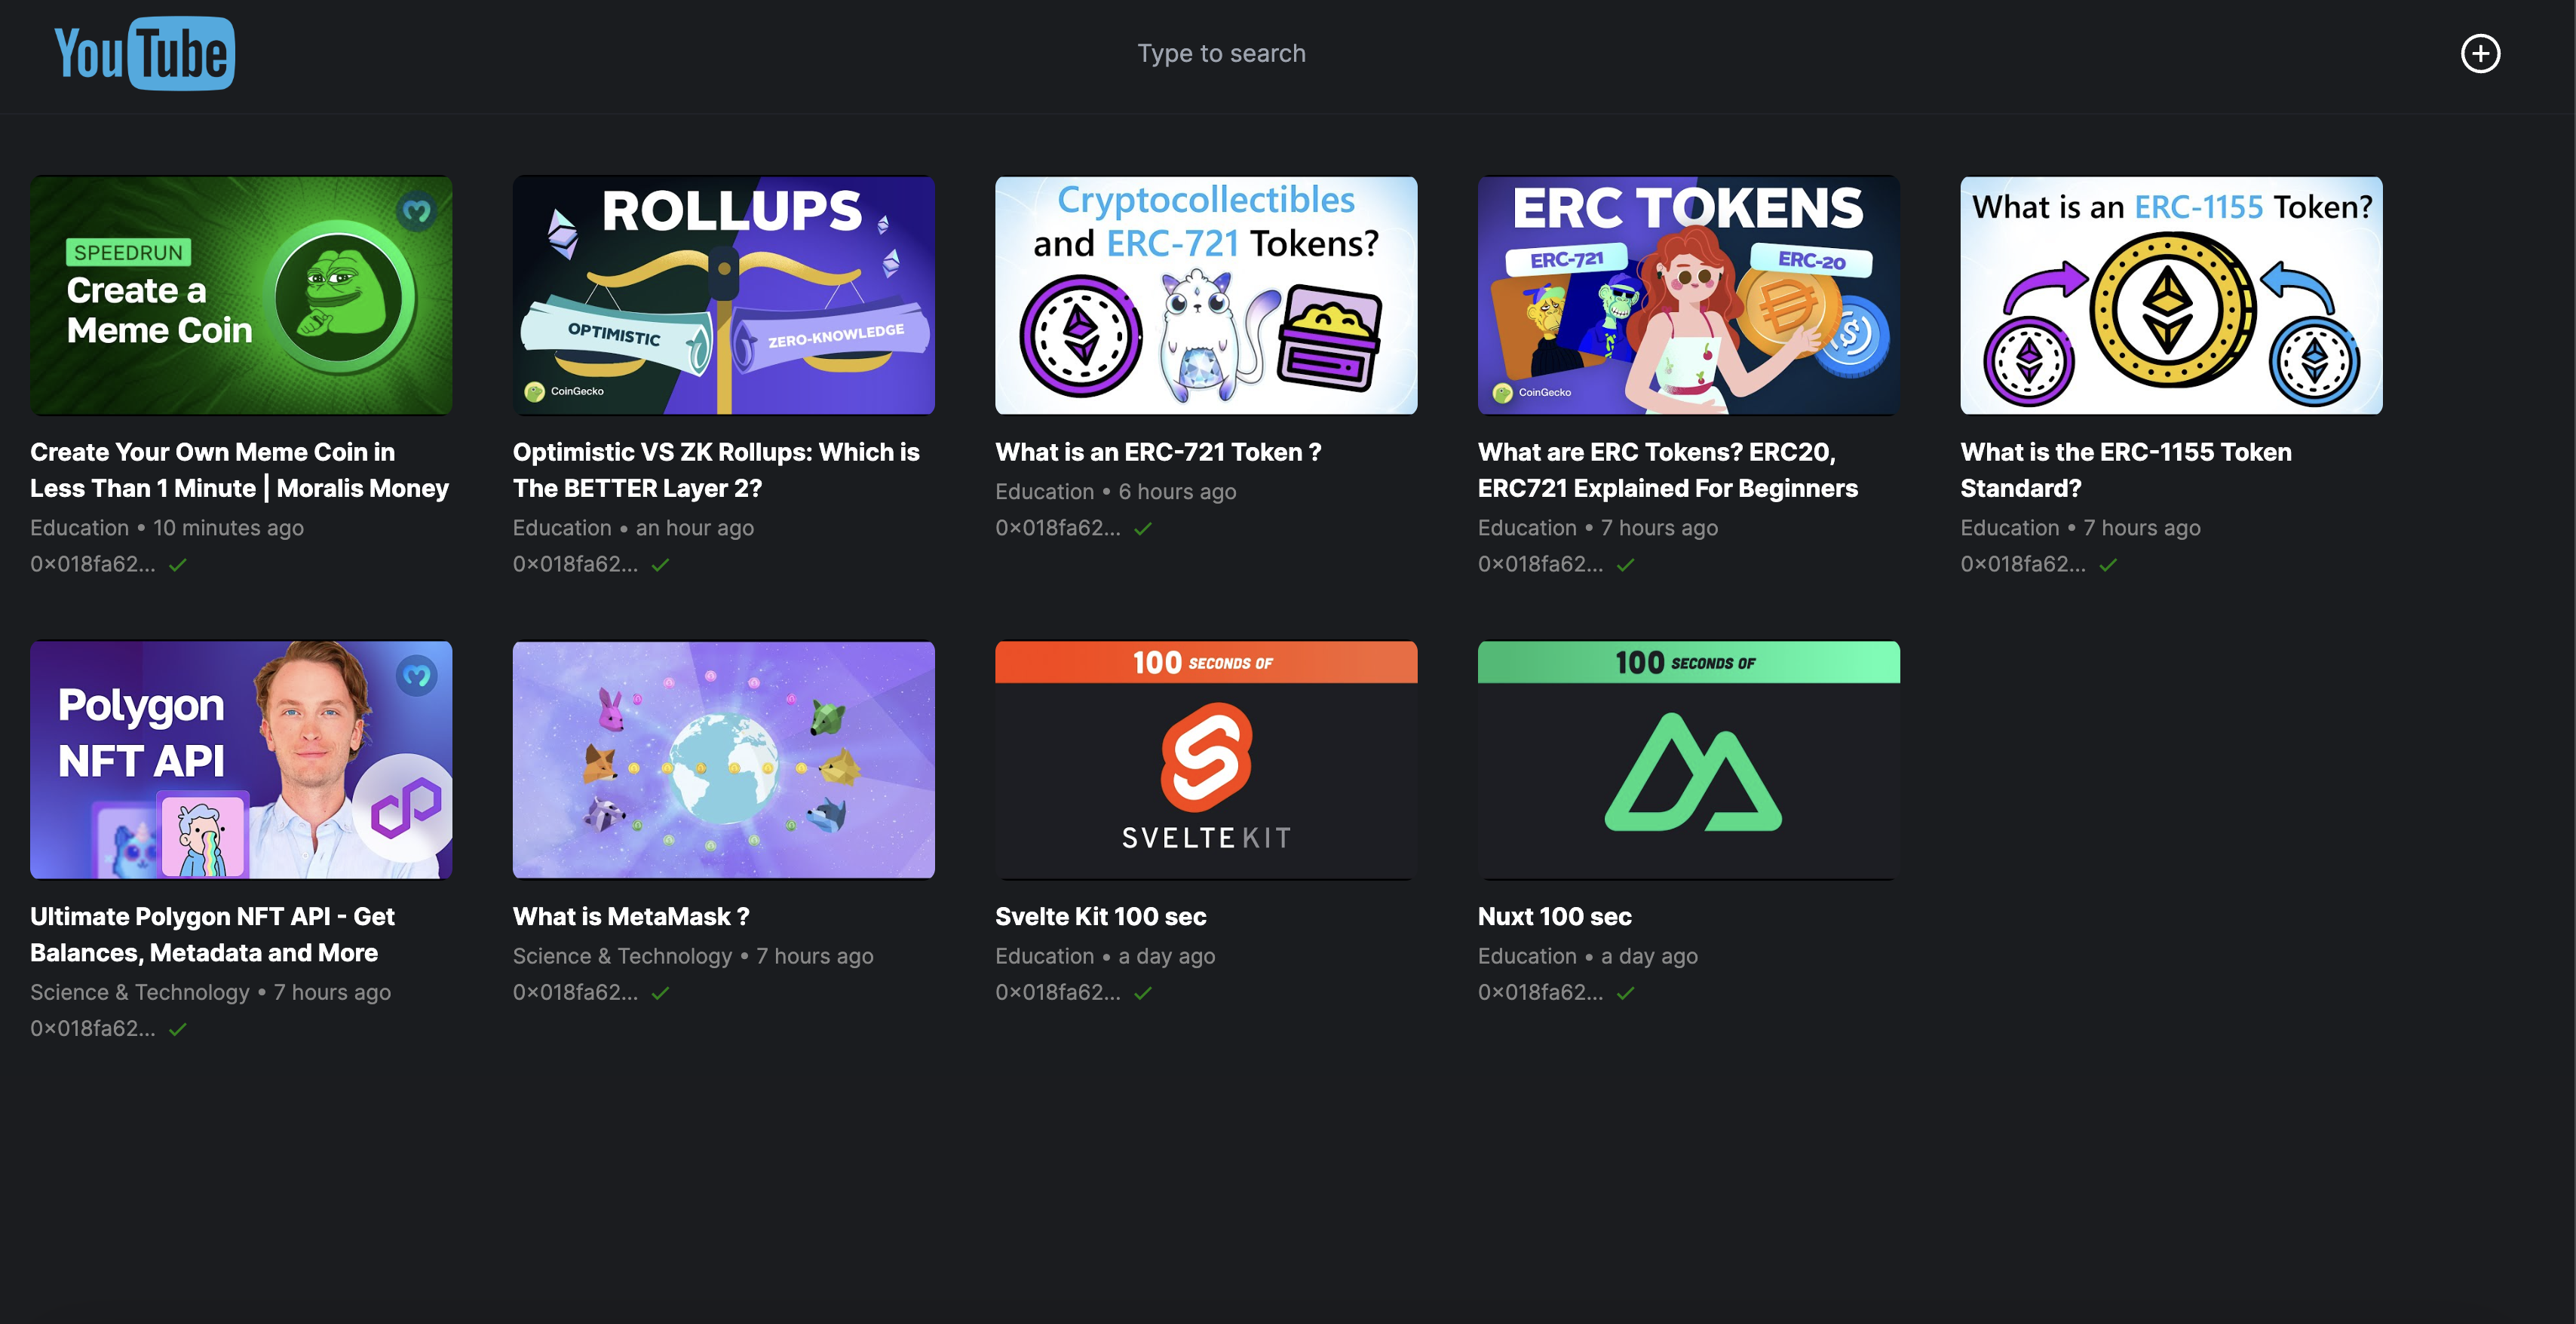 YouTube
Type to search
SPEEDRUN
Create a
Meme Coin
ROLLUPS
OPTIMISTIC
ZERO-KNOWLEDGE
CoinGecko
Cryptocollectibles
and ERC-721 Tokens?
ERC TOKENS
ERC-721
ERC-20
CoinGecko
What is an ERC-1155 Token?
Create Your Own Meme Coin in
Less Than 1 Minute | Moralis Money
Education • 10 minutes ago
0x018fa62...
Optimistic VS ZK Rollups: Which is
The BETTER Layer 2?
Education • an hour ago
0x018fa62...
What is an ERC-721 Token ?
Education • 6 hours ago
0x018fa62...
What are ERC Tokens? ERC20,
ERC721 Explained For Beginners
Education • 7 hours ago
0x018fa62...
What is the ERC-1155 Token
Standard?
Education • 7 hours ago
0x018fa62...
Polygon
NFT API
100 SECONDS OF
SVELTEKIT
100 SECONDS OF
Ultimate Polygon NFT API - Get
Balances, Metadata and More
Science & Technology • 7 hours ago
0x018fa62...
What is MetaMask ?
Science & Technology • 7 hours ago
0x018fa62...
Svelte Kit 100 sec
Education • a day ago
0x018fa62...
Nuxt 100 sec
Education • a day ago
0x018fa62...